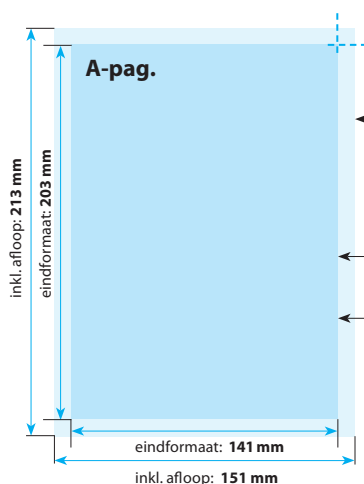 A-pag.
inkl. afloop: 213 mm
eindformaat: 203 mm
eindformaat: 141 mm
inkl. afloop: 151 mm